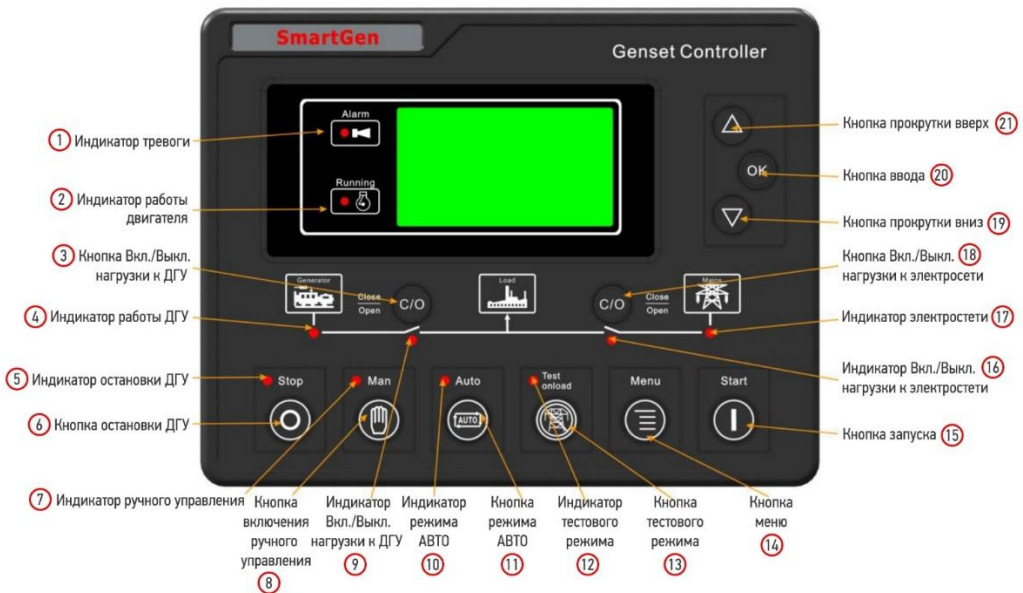 SmartGen
Genset Controller
Alarm
Running
1 Индикатор тревоги
2 Индикатор работы
двигателя
3 Кнопка Вкл./Выкл.
нагрузки к ДГУ
4 Индикатор работы ДГУ
5 Индикатор остановки ДГУ
6 Кнопка остановки ДГУ
7 Индикатор ручного управления
OK
Кнопка прокрутки вверх 21
Кнопка ввода 20
Кнопка прокрутки вниз 19
Кнопка Вкл./Выкл. 18
нагрузки к электросети
Индикатор электростети 17
Индикатор Вкл./Выкл. 16
нагрузки к электростети
Кнопка запуска 15
Generator
Close
Open
C/O
Load
C/O
Close
Open
Mains
Stop
Man
Auto
AUTO
Test
onload
Menu
Start
Кнопка
включения
ручного
управления
8
Индикатор
Вкл./Выкл.
нагрузки к ДГУ
9
Индикатор
режима
АВТО
10
Кнопка
режима
АВТО
11
Индикатор
тестового
режима
12
Кнопка
тестового
режима
13
Кнопка
меню
14